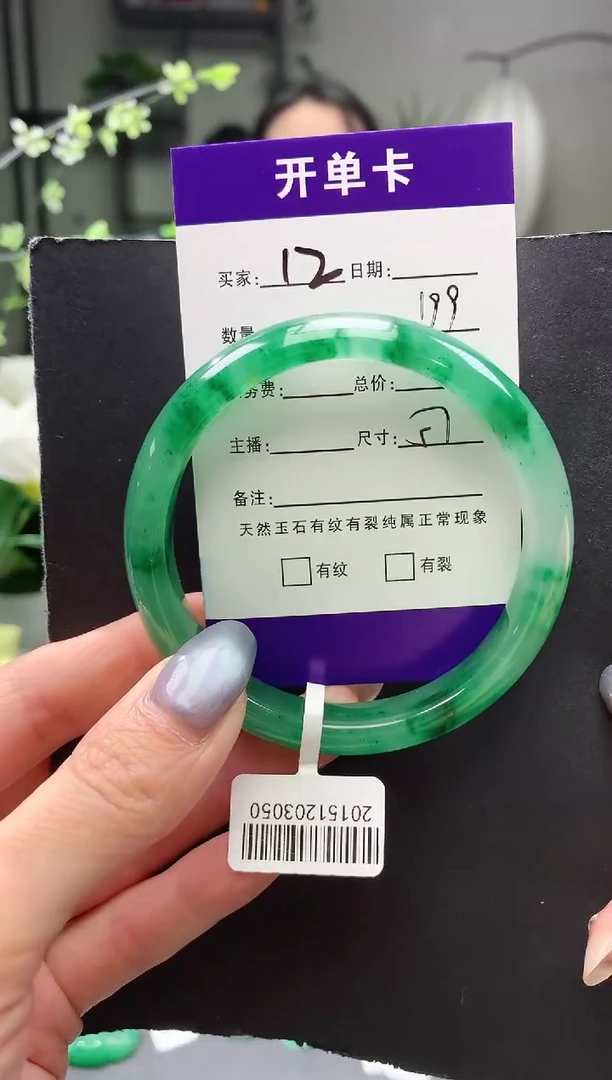 开单卡
买家: 12 日期:
数量 199
务费: 总价:
主播: 尺寸: 57
备注:
天然玉石有纹有裂纯属正常现象
有纹 有裂
20151203050